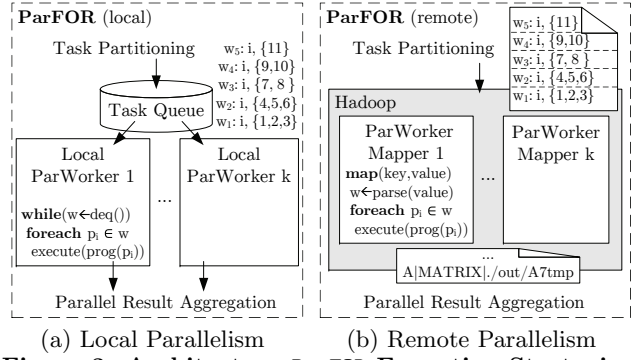 ParFOR (local)
Task Partitioning
w5: i, {11}
w4: i, {9,10}
w3: i, {7, 8 }
w2: i, {4,5,6}
w1: i, {1,2,3}
Task Queue
Local
ParWorker 1
while(w←deq())
foreach pi ∈ w
execute(prog(pi))
...
Local
ParWorker k
Parallel Result Aggregation
(a) Local Parallelism
ParFOR (remote)
Task Partitioning
w5: i, {11}
w4: i, {9,10}
w3: i, {7, 8 }
w2: i, {4,5,6}
w1: i, {1,2,3}
Hadoop
ParWorker
Mapper 1
map(key,value)
w←parse(value)
foreach pi ∈ w
execute(prog(pi))
...
ParWorker
Mapper k
...
A|MATRIX|./out/A7tmp
Parallel Result Aggregation
(b) Remote Parallelism